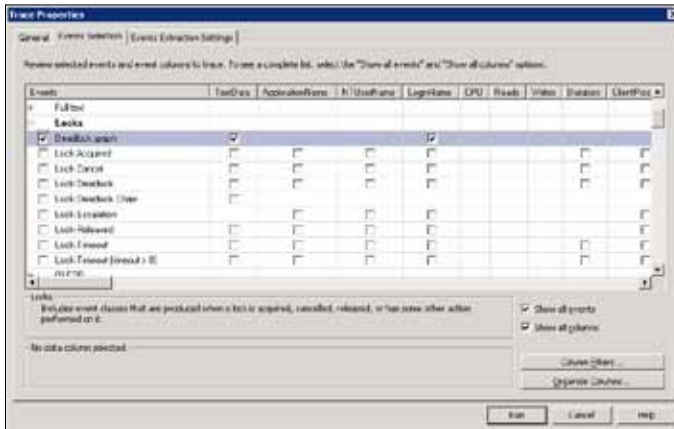 Trace Properties
General Events Selection Events Extraction Settings
Review selected events and event columns to trace. To see a complete list, select the "Show all events" and "Show all columns" options.
Events TextData ApplicationName NTUserName LoginName CPU Reads Writes Duration ClientProc
Fulltext
Locks
Deadlock graph
Lock:Acquired
Lock:Cancel
Lock:Deadlock
Lock:Deadlock Chain
Lock:Escalation
Lock:Released
Lock:Timeout
Lock:Timeout (timeout > 0)
OLEDB
Locks
Includes event classes that are produced when a lock is acquired, cancelled, released, or has some other action performed on it.
Show all events
Show all columns
No data column selected.
Column Filters...
Organize Columns...
Run Cancel Help